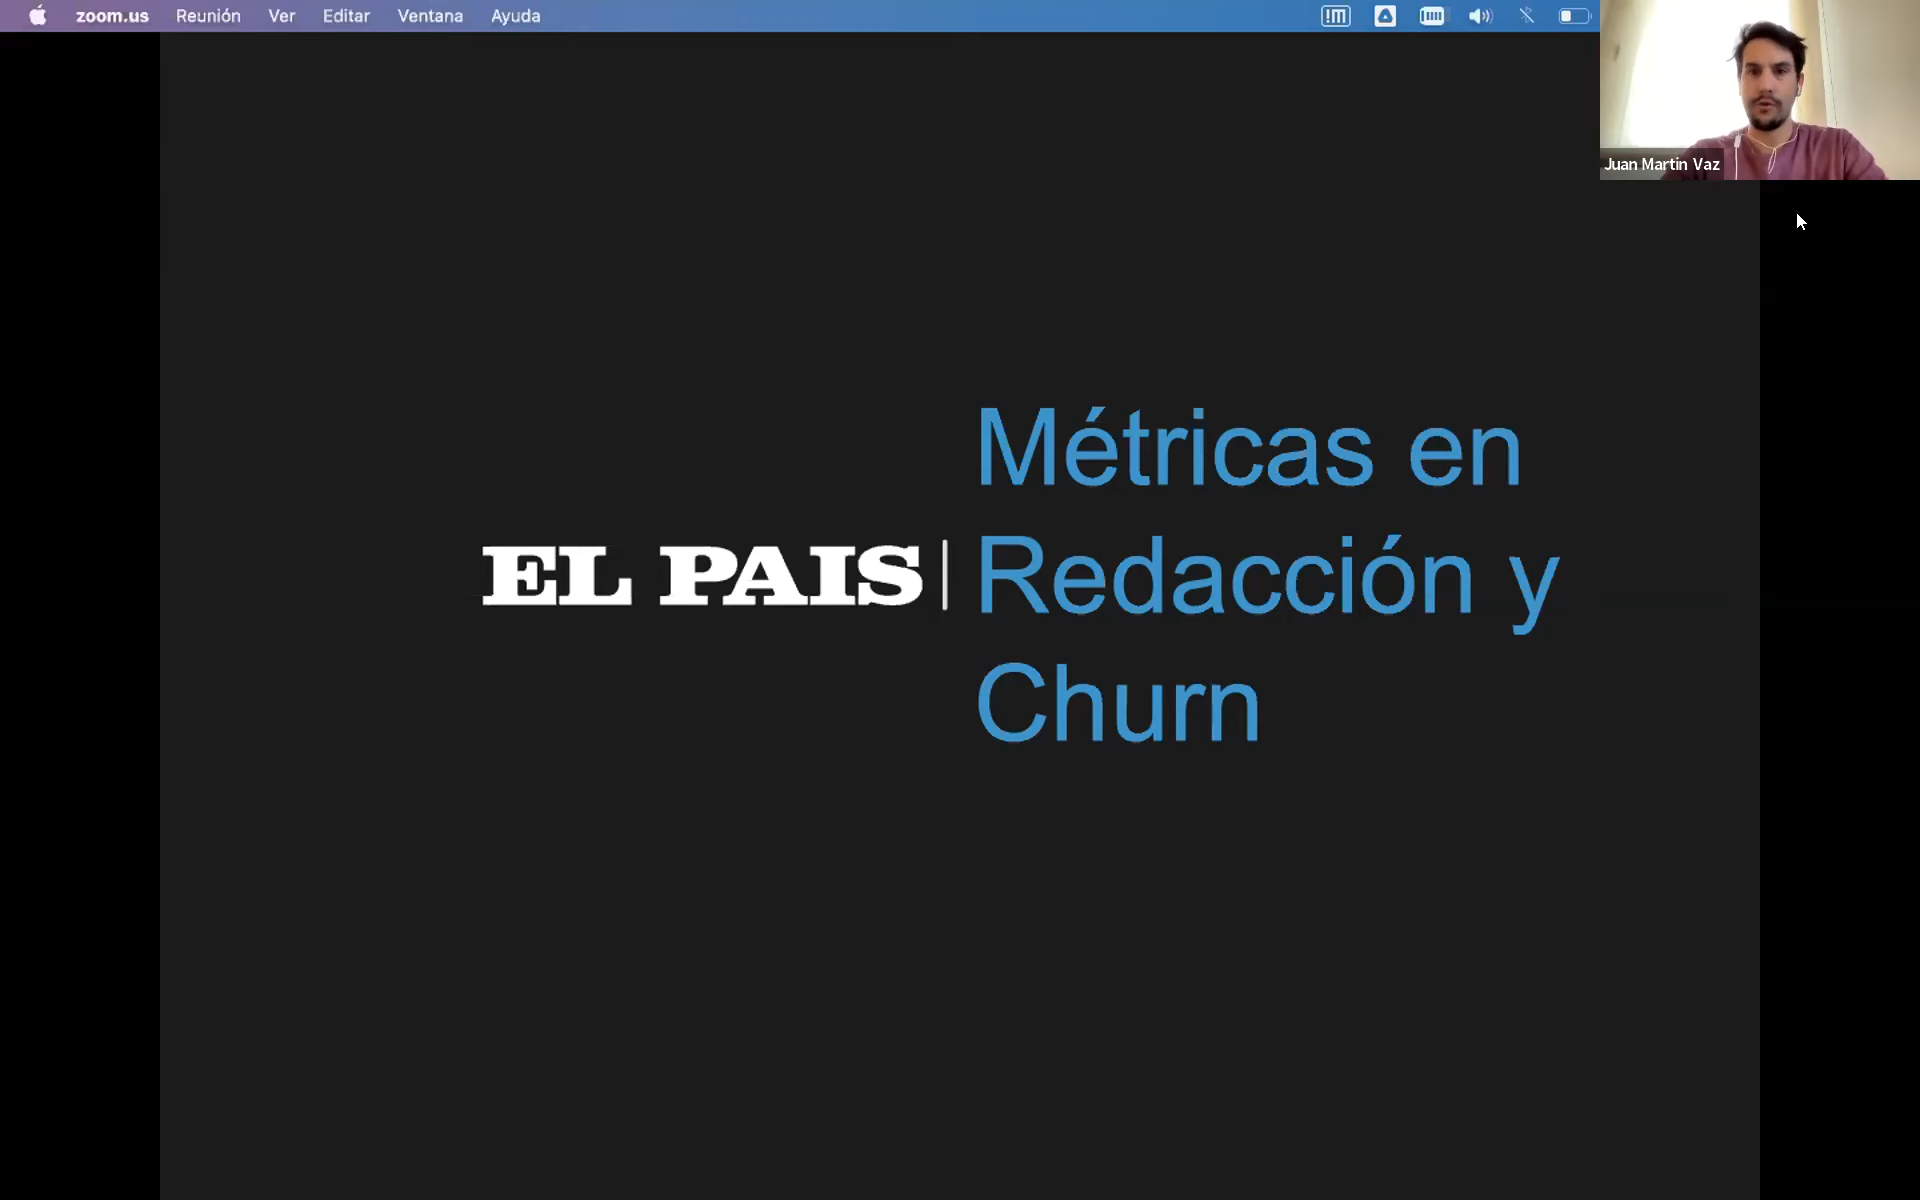 zoom.us Reunión Ver Editar Ventana Ayuda
Juan Martin Vaz
EL PAIS
Métricas en
Redacción y
Churn